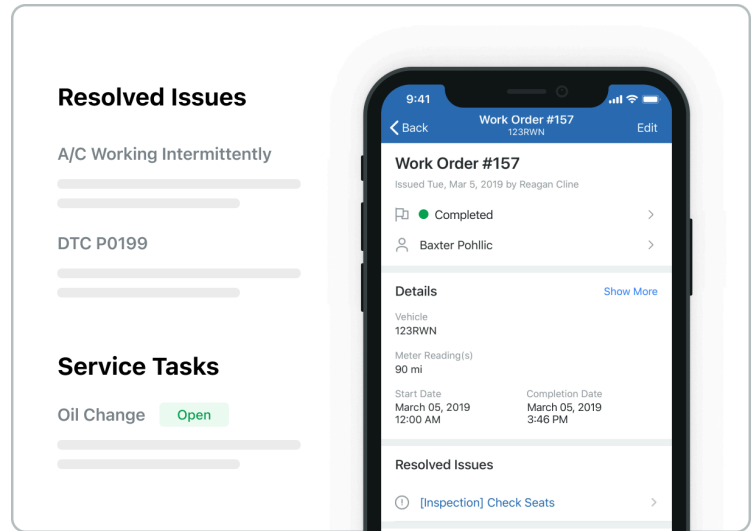 Resolved Issues
A/C Working Intermittently
DTC P0199
Service Tasks
Oil Change Open
9:41
Back
Work Order #157
123RWN
Edit
Work Order #157
Issued Tue, Mar 5, 2019 by Reagan Cline
Completed
Baxter Pohllic
Details Show More
Vehicle
123RWN
Meter Reading(s)
90 mi
Start Date Completion Date
March 05, 2019 March 05, 2019
12:00 AM 3:46 PM
Resolved Issues
[Inspection] Check Seats